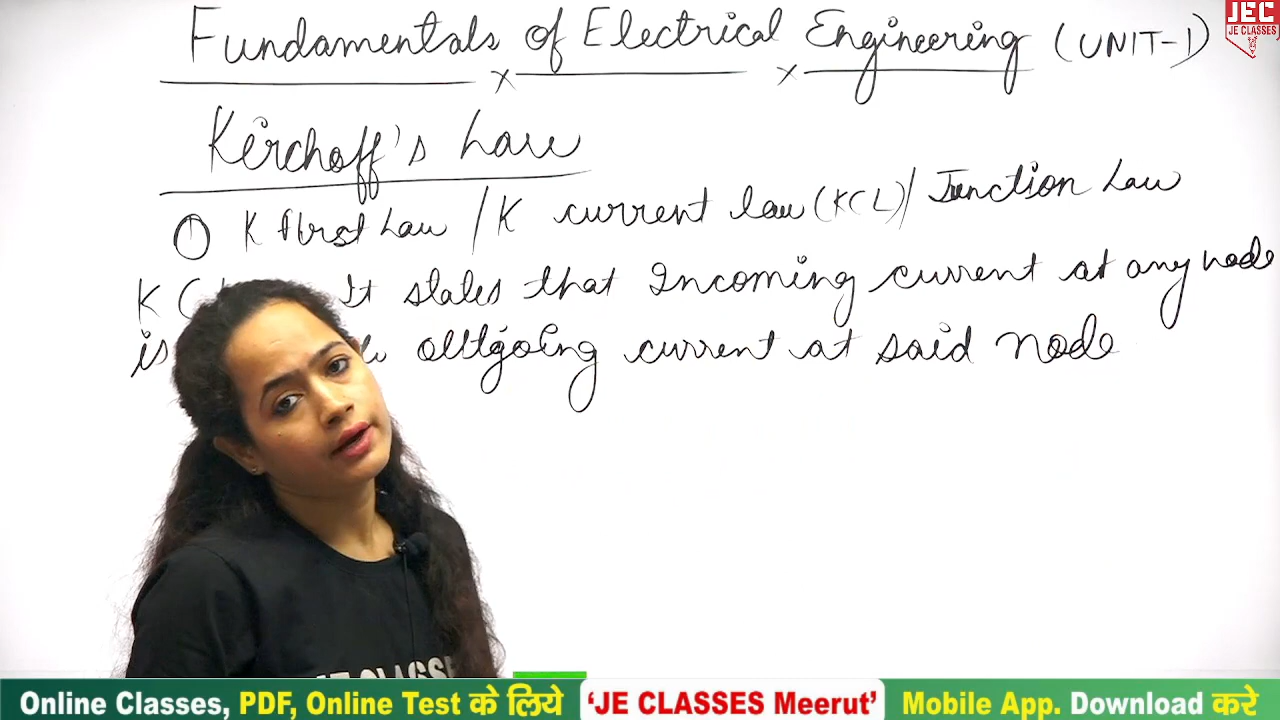 Fundamentals of Electrical Engineering (UNIT-1)
JEC
JE CLASSES
Kirchoff's Law
① K first Law / K current law (KCL) / Junction Law
K C It states that Incoming current at any node
is outgoing current at said node
JE CLASSE
Online Classes, PDF, Online Test के लिये 'JE CLASSES Meerut' Mobile App. Download करे